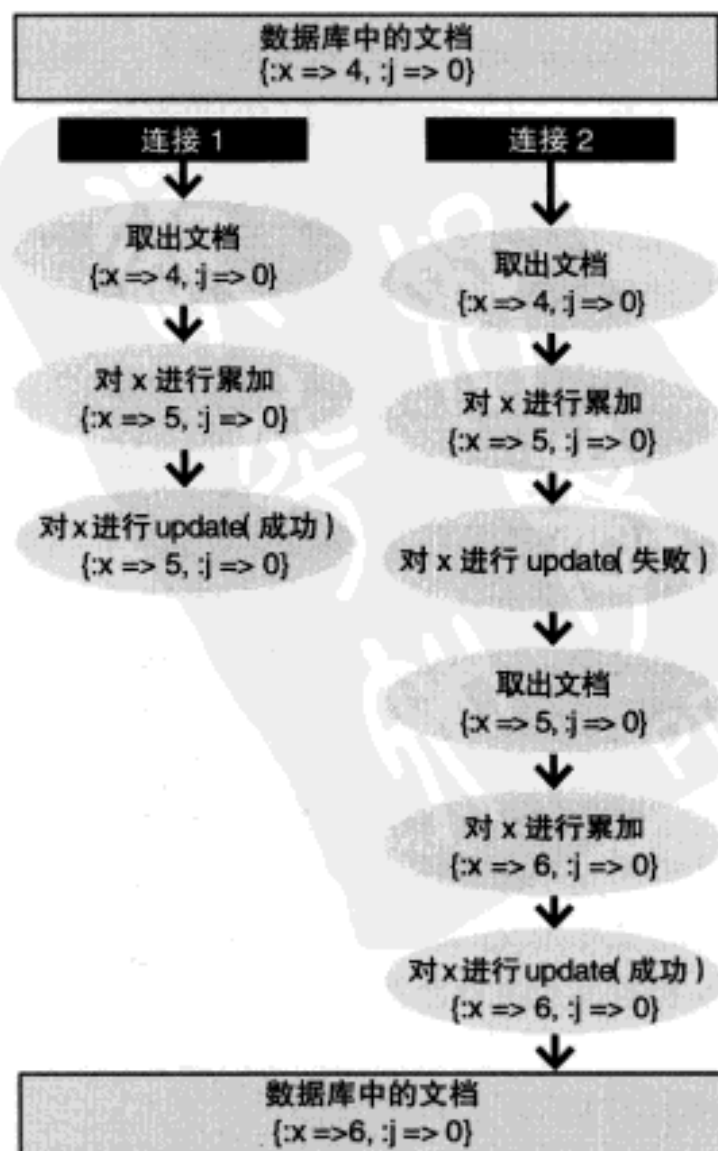 数据库中的文档
{:x => 4, :j => 0}
连接 1
取出文档
{:x => 4, :j => 0}
对 x 进行累加
{:x => 5, :j => 0}
对 x 进行 update( 成功 )
{:x => 5, :j => 0}
连接 2
取出文档
{:x => 4, :j => 0}
对 x 进行累加
{:x => 5, :j => 0}
对 x 进行 update( 失败 )
取出文档
{:x => 5, :j => 0}
对 x 进行累加
{:x => 6, :j => 0}
对 x 进行 update( 成功 )
{:x => 6, :j => 0}
数据库中的文档
{:x =>6, :j => 0}